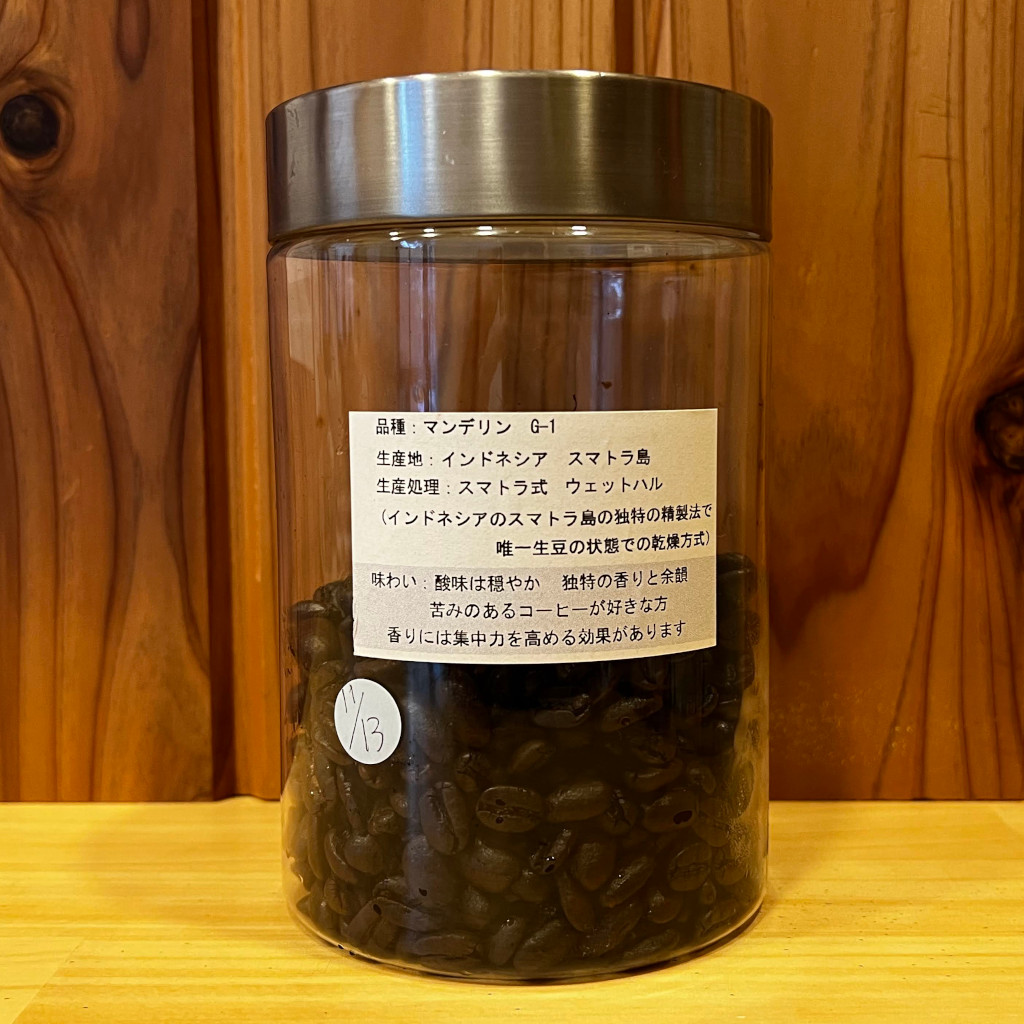 品種：マンデリン　G-1
生産地：インドネシア　スマトラ島
生産処理：スマトラ式　ウェットハル
（インドネシアのスマトラ島の独特の精製法で
唯一生豆の状態での乾燥方式）
味わい：酸味は穏やか　独特の香りと余韻
苦みのあるコーヒーが好きな方
香りには集中力を高める効果があります
11/13